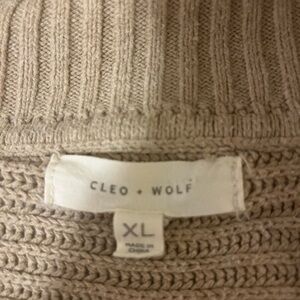 CLEO + WOLF
XL
MADE IN
CHINA